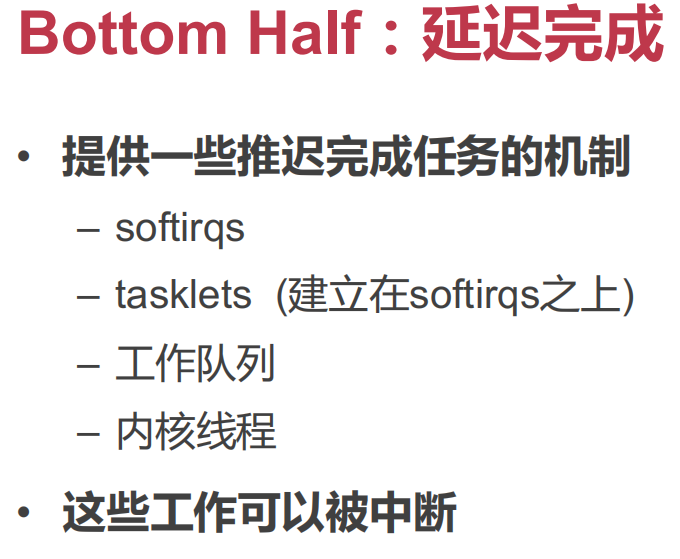 Bottom Half：延迟完成
• 提供一些推迟完成任务的机制
– softirqs
– tasklets (建立在softirqs之上)
– 工作队列
– 内核线程
• 这些工作可以被中断